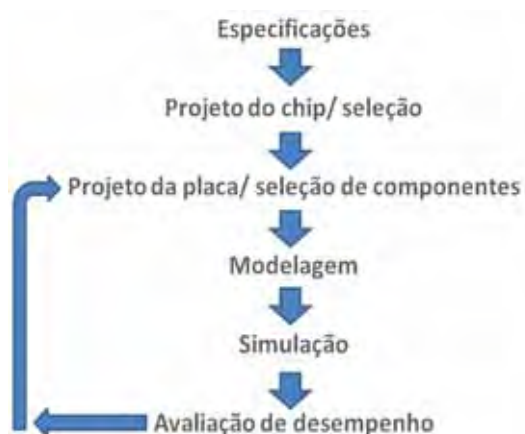 Especificações
Projeto do chip/ seleção
Projeto da placa/ seleção de componentes
Modelagem
Simulação
Avaliação de desempenho